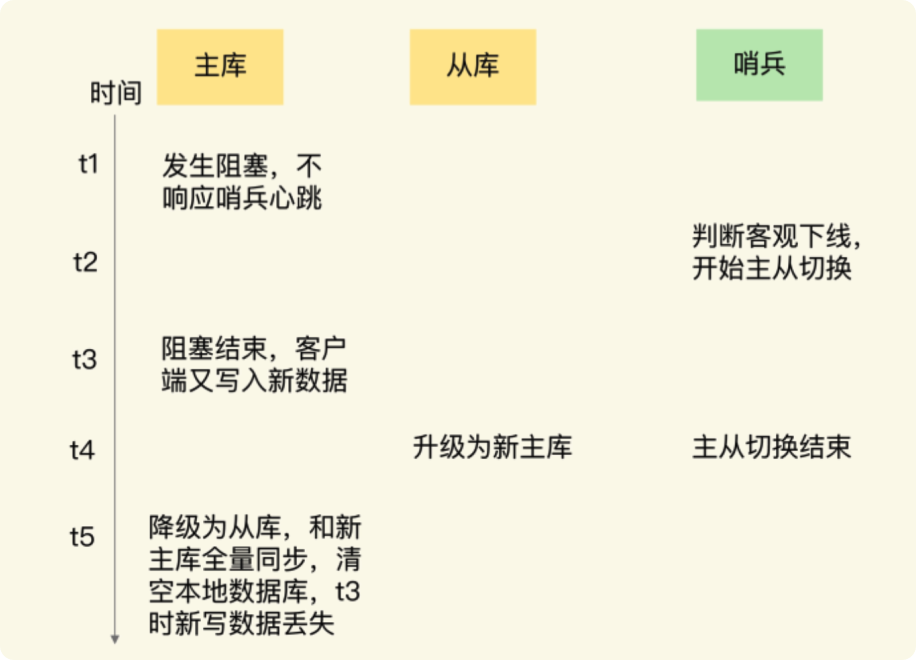 主库
从库
哨兵
时间
t1
发生阻塞，不
响应哨兵心跳
t2
判断客观下线，
开始主从切换
t3
阻塞结束，客户
端又写入新数据
t4
升级为新主库
主从切换结束
t5
降级为从库，和新
主库全量同步，清
空本地数据库，t3
时新写数据丢失